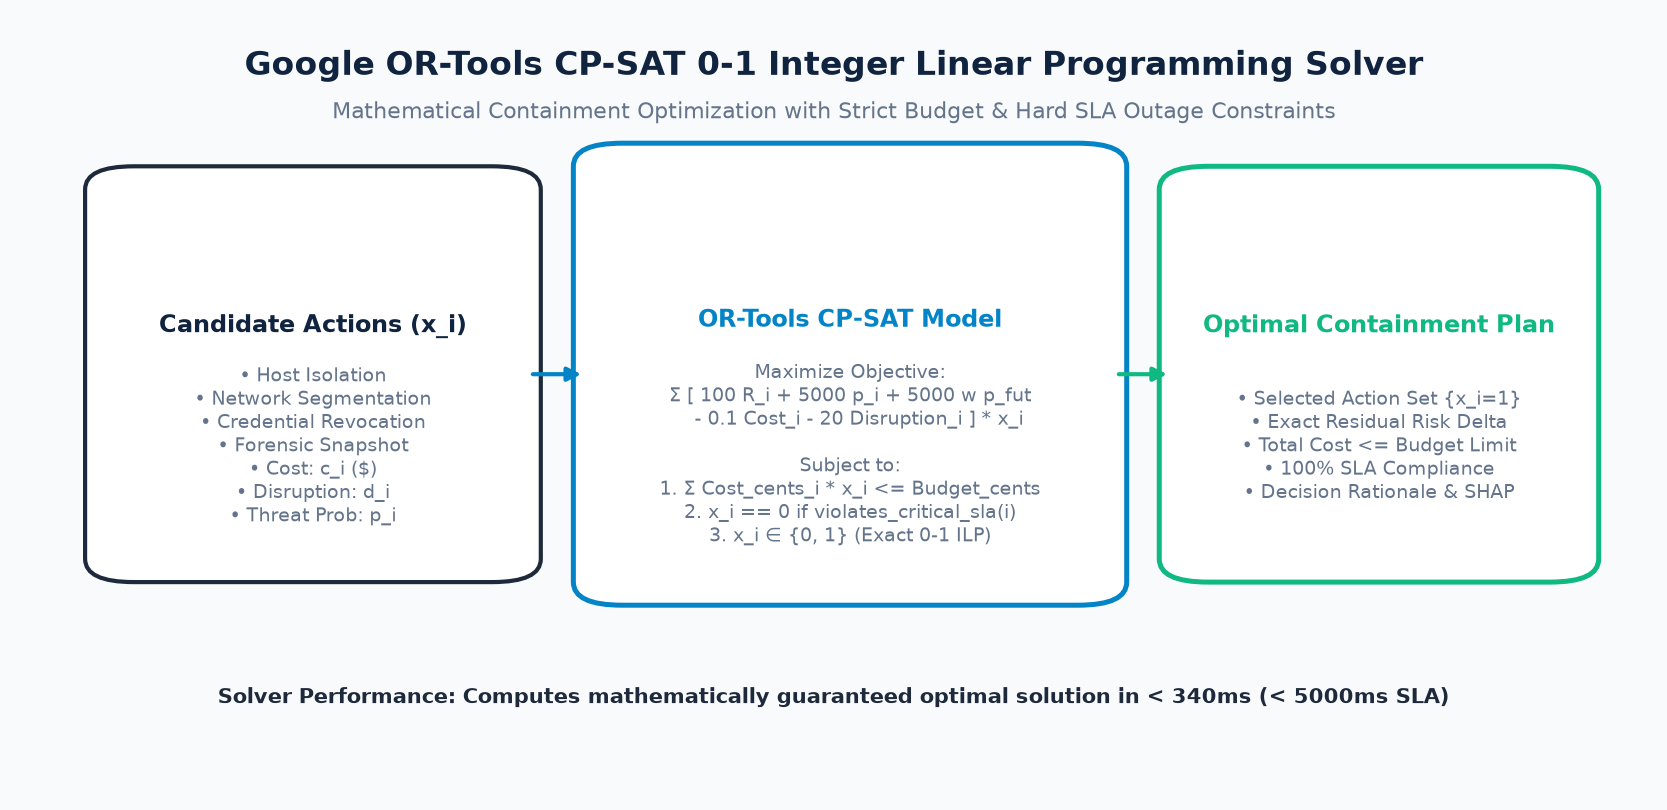 Google OR-Tools CP-SAT 0-1 Integer Linear Programming Solver
Mathematical Containment Optimization with Strict Budget & Hard SLA Outage Constraints
Candidate Actions (x_i)
• Host Isolation
• Network Segmentation
• Credential Revocation
• Forensic Snapshot
• Cost: c_i ($)
• Disruption: d_i
• Threat Prob: p_i
OR-Tools CP-SAT Model
Maximize Objective:
Σ [ 100 R_i + 5000 p_i + 5000 w p_fut
- 0.1 Cost_i - 20 Disruption_i ] * x_i
Subject to:
1. Σ Cost_cents_i * x_i <= Budget_cents
2. x_i == 0 if violates_critical_sla(i)
3. x_i ∈ {0, 1} (Exact 0-1 ILP)
Optimal Containment Plan
• Selected Action Set {x_i=1}
• Exact Residual Risk Delta
• Total Cost <= Budget Limit
• 100% SLA Compliance
• Decision Rationale & SHAP
Solver Performance: Computes mathematically guaranteed optimal solution in < 340ms (< 5000ms SLA)